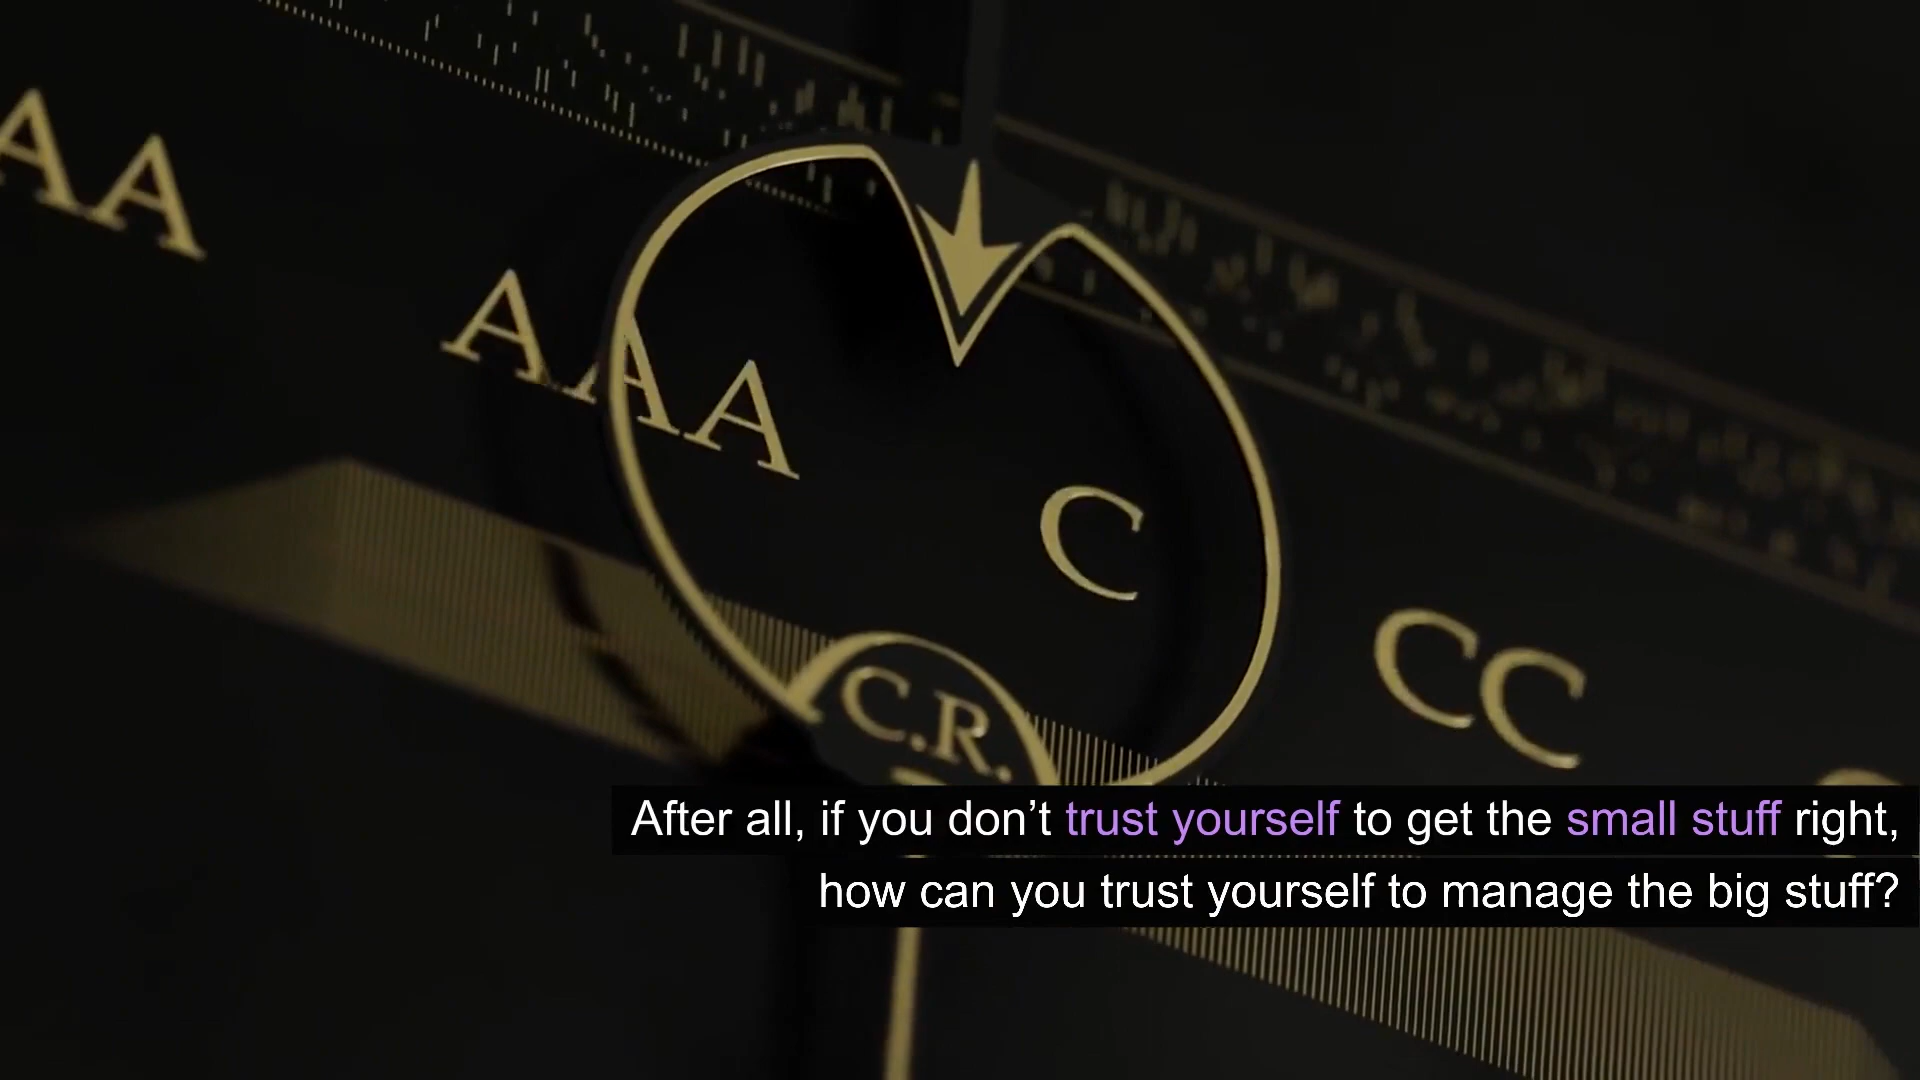 AA
AAA
C
CC
C.R.
After all, if you don’t trust yourself to get the small stuff right,
how can you trust yourself to manage the big stuff?